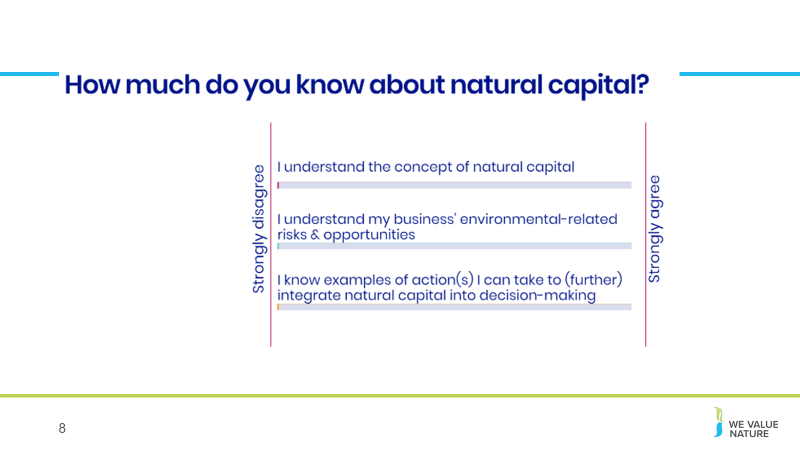 How much do you know about natural capital?
Strongly disagree
I understand the concept of natural capital
I understand my business' environmental-related
risks & opportunities
I know examples of action(s) I can take to (further)
integrate natural capital into decision-making
Strongly agree
8
WE VALUE
NATURE